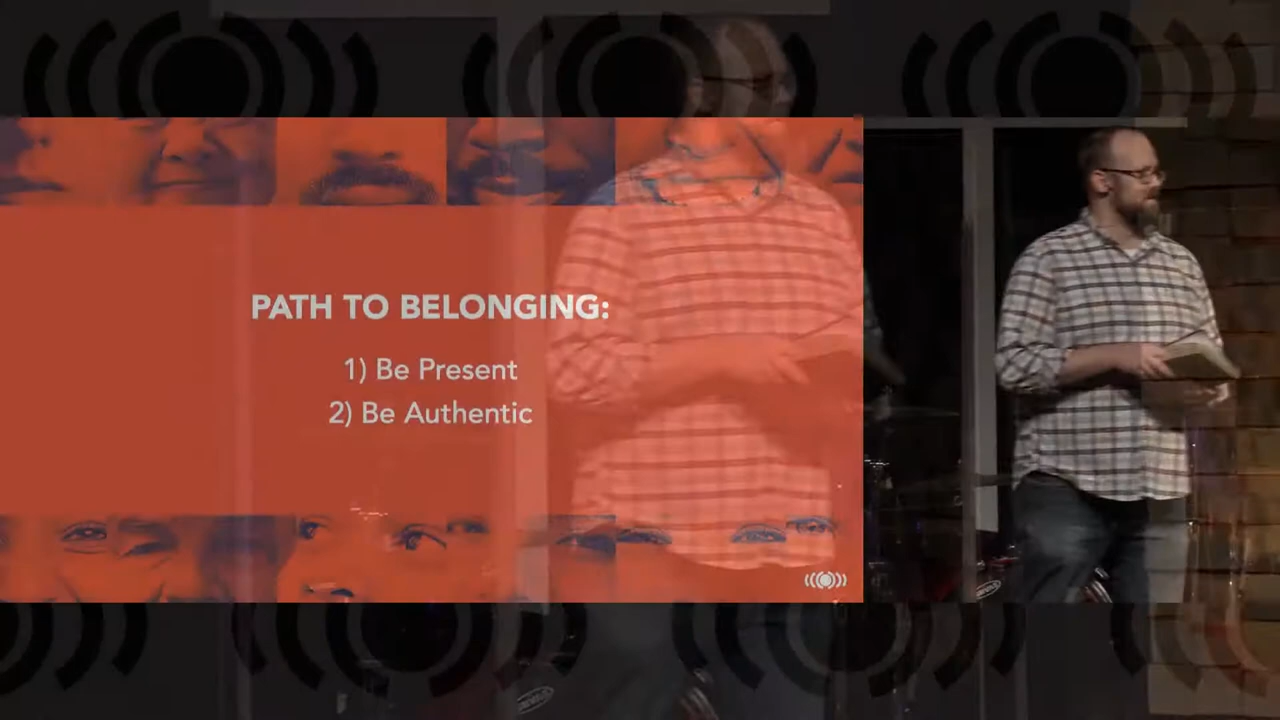 PATH TO BELONGING:
1) Be Present
2) Be Authentic